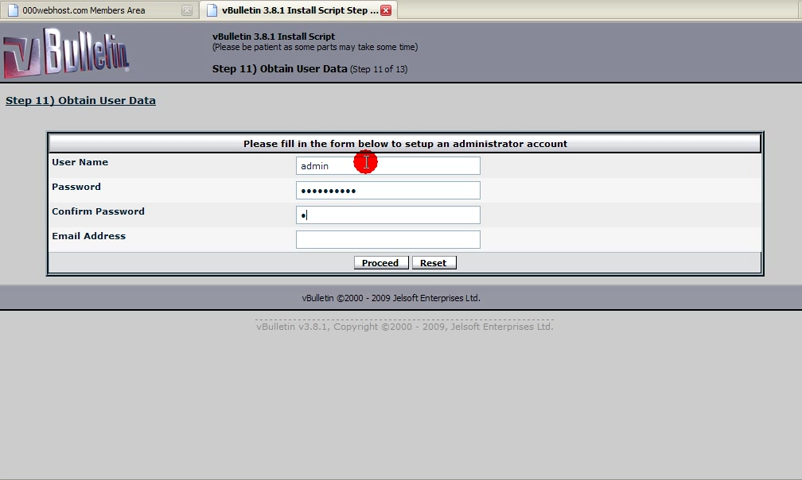 000webhost.com Members Area
vBulletin 3.8.1 Install Script Step ...
vBulletin
vBulletin 3.8.1 Install Script
(Please be patient as some parts may take some time)
Step 11) Obtain User Data (Step 11 of 13)
Step 11) Obtain User Data
Please fill in the form below to setup an administrator account
User Name
admin
Password
••••••••••
Confirm Password
•
Email Address
Proceed Reset
vBulletin ©2000 - 2009 Jelsoft Enterprises Ltd.
vBulletin v3.8.1, Copyright ©2000 - 2009, Jelsoft Enterprises Ltd.